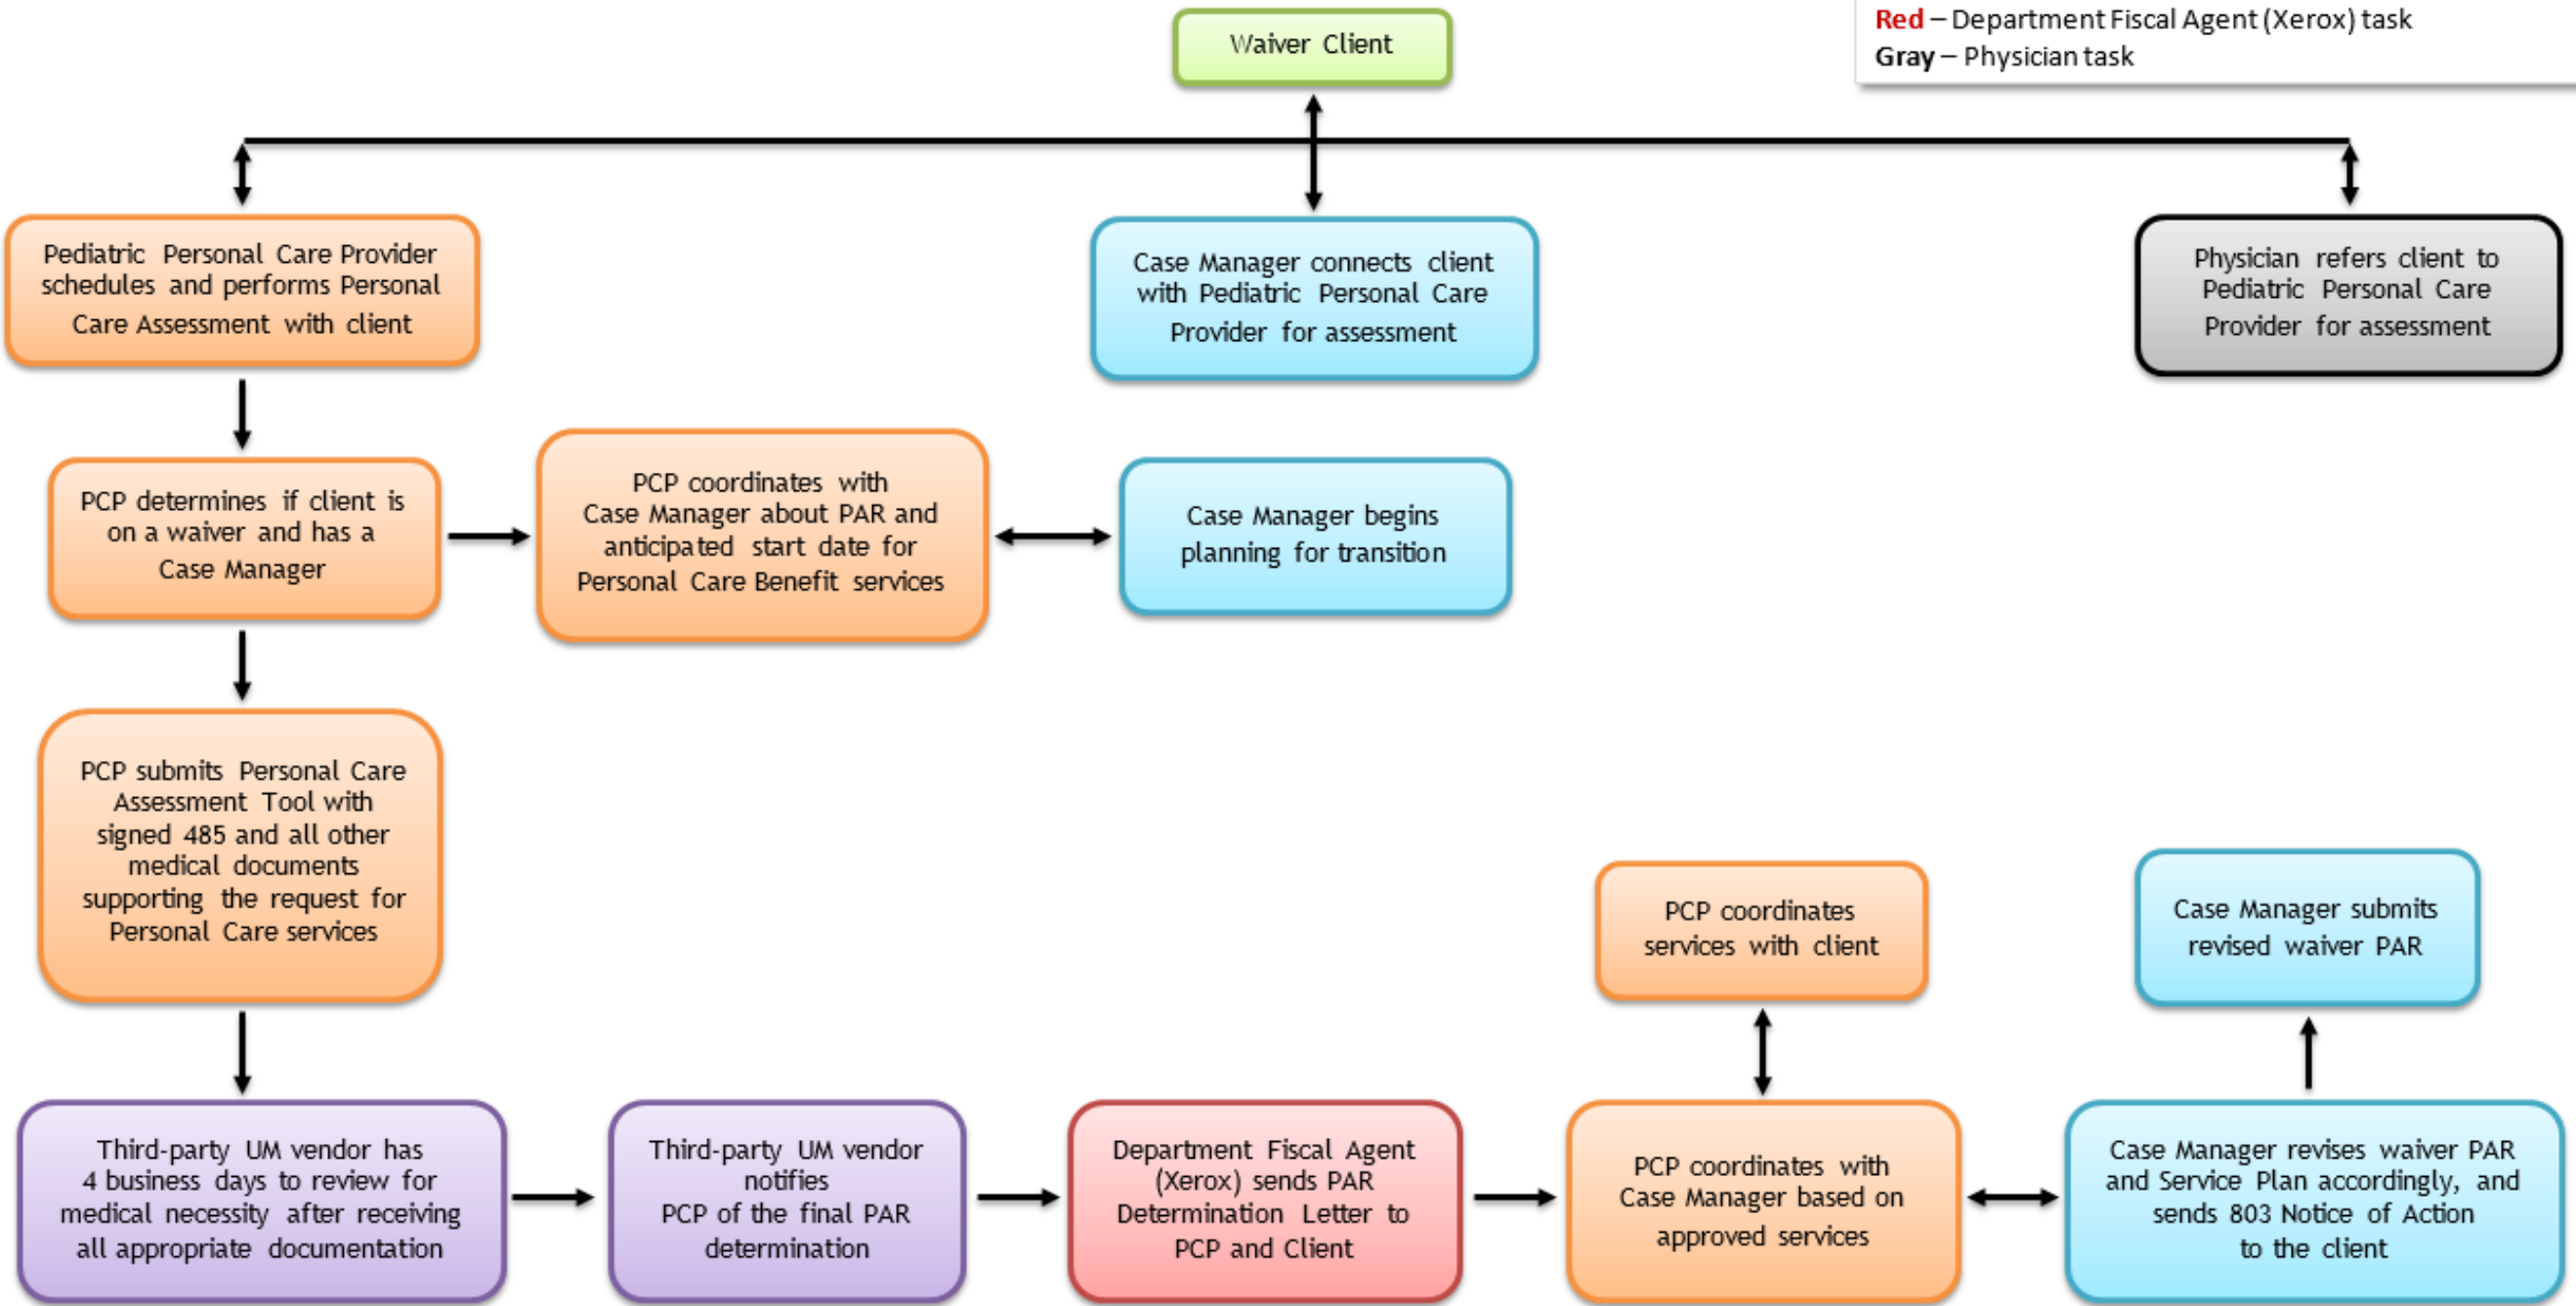 Red – Department Fiscal Agent (Xerox) task
Gray – Physician task
Waiver Client
Pediatric Personal Care Provider
schedules and performs Personal
Care Assessment with client
Case Manager connects client
with Pediatric Personal Care
Provider for assessment
Physician refers client to
Pediatric Personal Care
Provider for assessment
PCP determines if client is
on a waiver and has a
Case Manager
PCP coordinates with
Case Manager about PAR and
anticipated start date for
Personal Care Benefit services
Case Manager begins
planning for transition
PCP submits Personal Care
Assessment Tool with
signed 485 and all other
medical documents
supporting the request for
Personal Care services
PCP coordinates
services with client
Case Manager submits
revised waiver PAR
Third-party UM vendor has
4 business days to review for
medical necessity after receiving
all appropriate documentation
Third-party UM vendor
notifies
PCP of the final PAR
determination
Department Fiscal Agent
(Xerox) sends PAR
Determination Letter to
PCP and Client
PCP coordinates with
Case Manager based on
approved services
Case Manager revises waiver PAR
and Service Plan accordingly, and
sends 803 Notice of Action
to the client